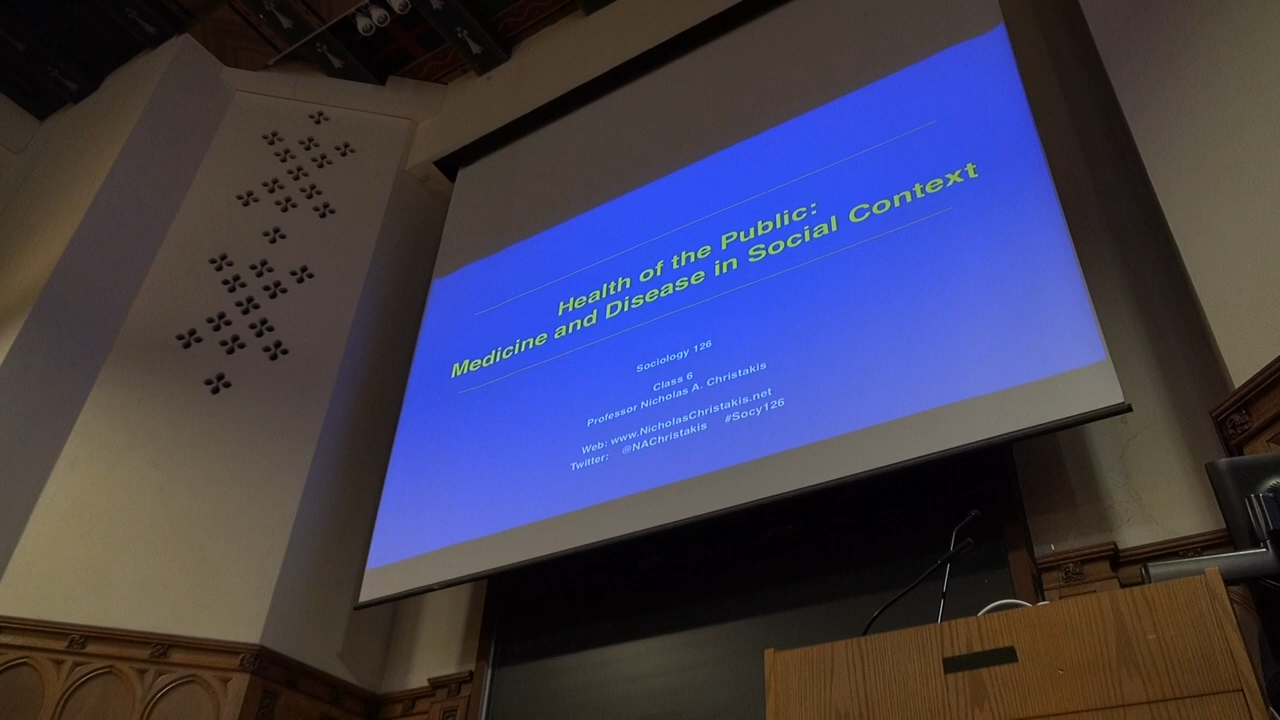 Health of the Public:
Medicine and Disease in Social Context
Sociology 126
Class 6
Professor Nicholas A. Christakis
Web: www.NicholasChristakis.net
Twitter: @NAChristakis #Socy126